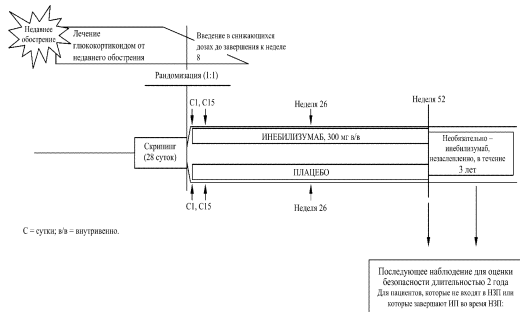 Недавнее
обострение
Лечение
глюкокортикоидом от
недавнего обострения
Введение в снижающихся
дозах до завершения к неделе
8
Рандомизация (1:1)
С1, С15
Неделя 26
Неделя 52
Скрининг
(28 суток)
ИНЕБИЛИЗУМАБ, 300 мг в/в
ПЛАЦЕБО
Необязательно –
инебилизумаб,
незаслепленно, в течение
3 лет
С1, С15
Неделя 26
С = сутки; в/в = внутривенно.
Последующее наблюдение для оценки
безопасности длительностью 2 года
Для пациентов, которые не входят в НЗП или
которые завершают ИП во время НЗП: